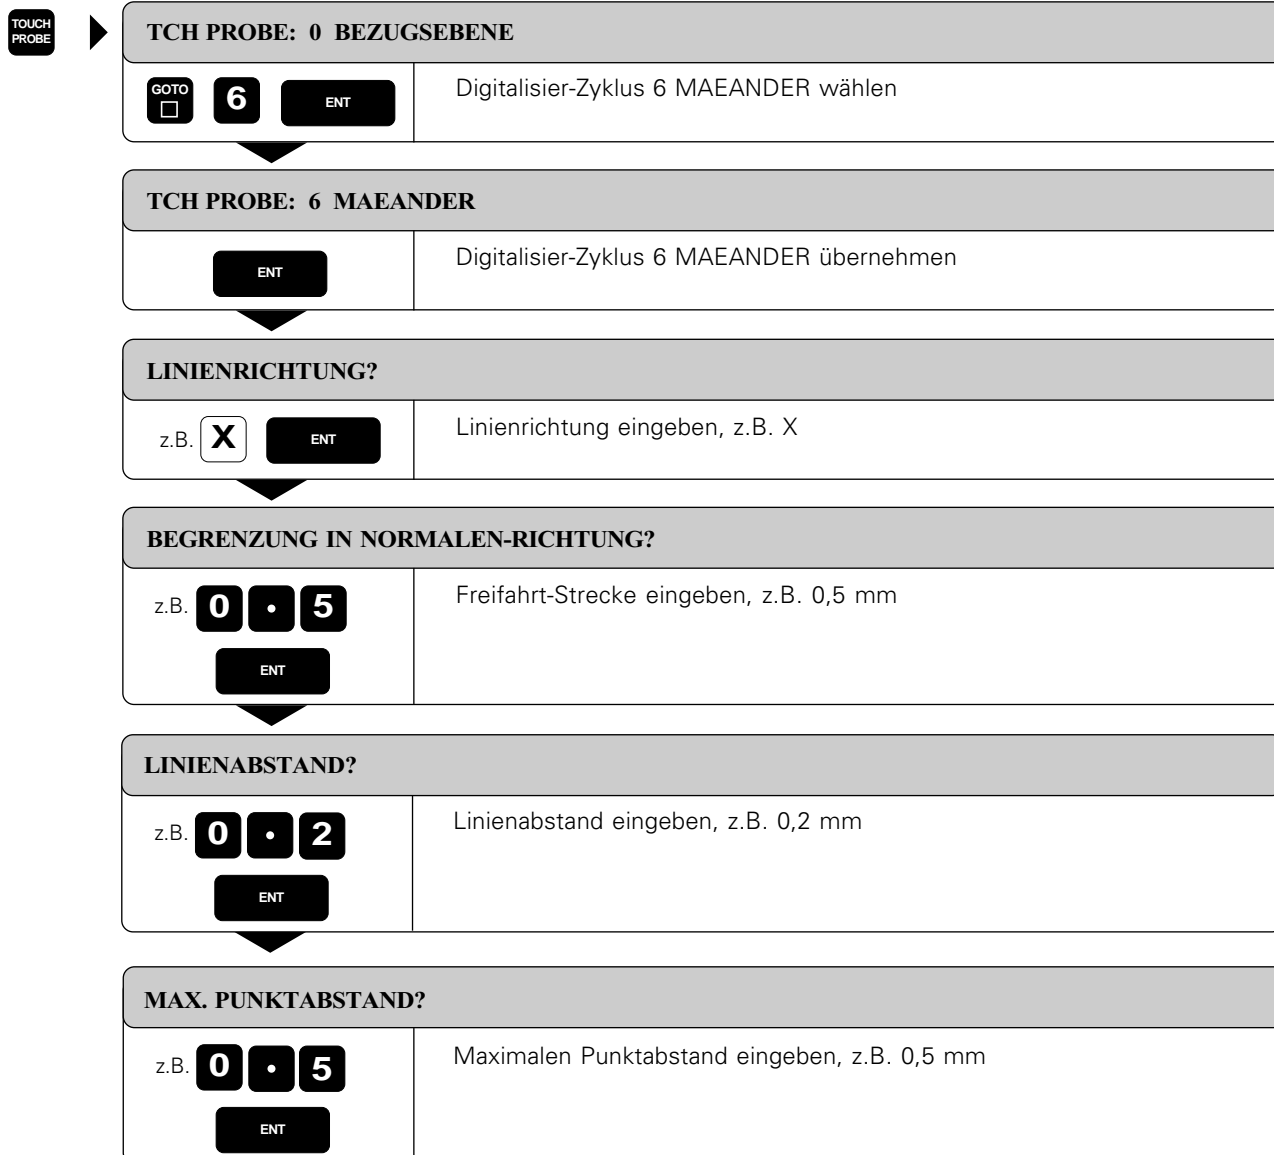 TOUCH
PROBE
TCH PROBE: 0 BEZUGSEBENE
GOTO
6 ENT
Digitalisier-Zyklus 6 MAEANDER wählen
TCH PROBE: 6 MAEANDER
ENT
Digitalisier-Zyklus 6 MAEANDER übernehmen
LINIENRICHTUNG?
z.B. X ENT
Linienrichtung eingeben, z.B. X
BEGRENZUNG IN NORMALEN-RICHTUNG?
z.B. 0 . 5
ENT
Freifahrt-Strecke eingeben, z.B. 0,5 mm
LINIENABSTAND?
z.B. 0 . 2
ENT
Linienabstand eingeben, z.B. 0,2 mm
MAX. PUNKTABSTAND?
z.B. 0 . 5
ENT
Maximalen Punktabstand eingeben, z.B. 0,5 mm